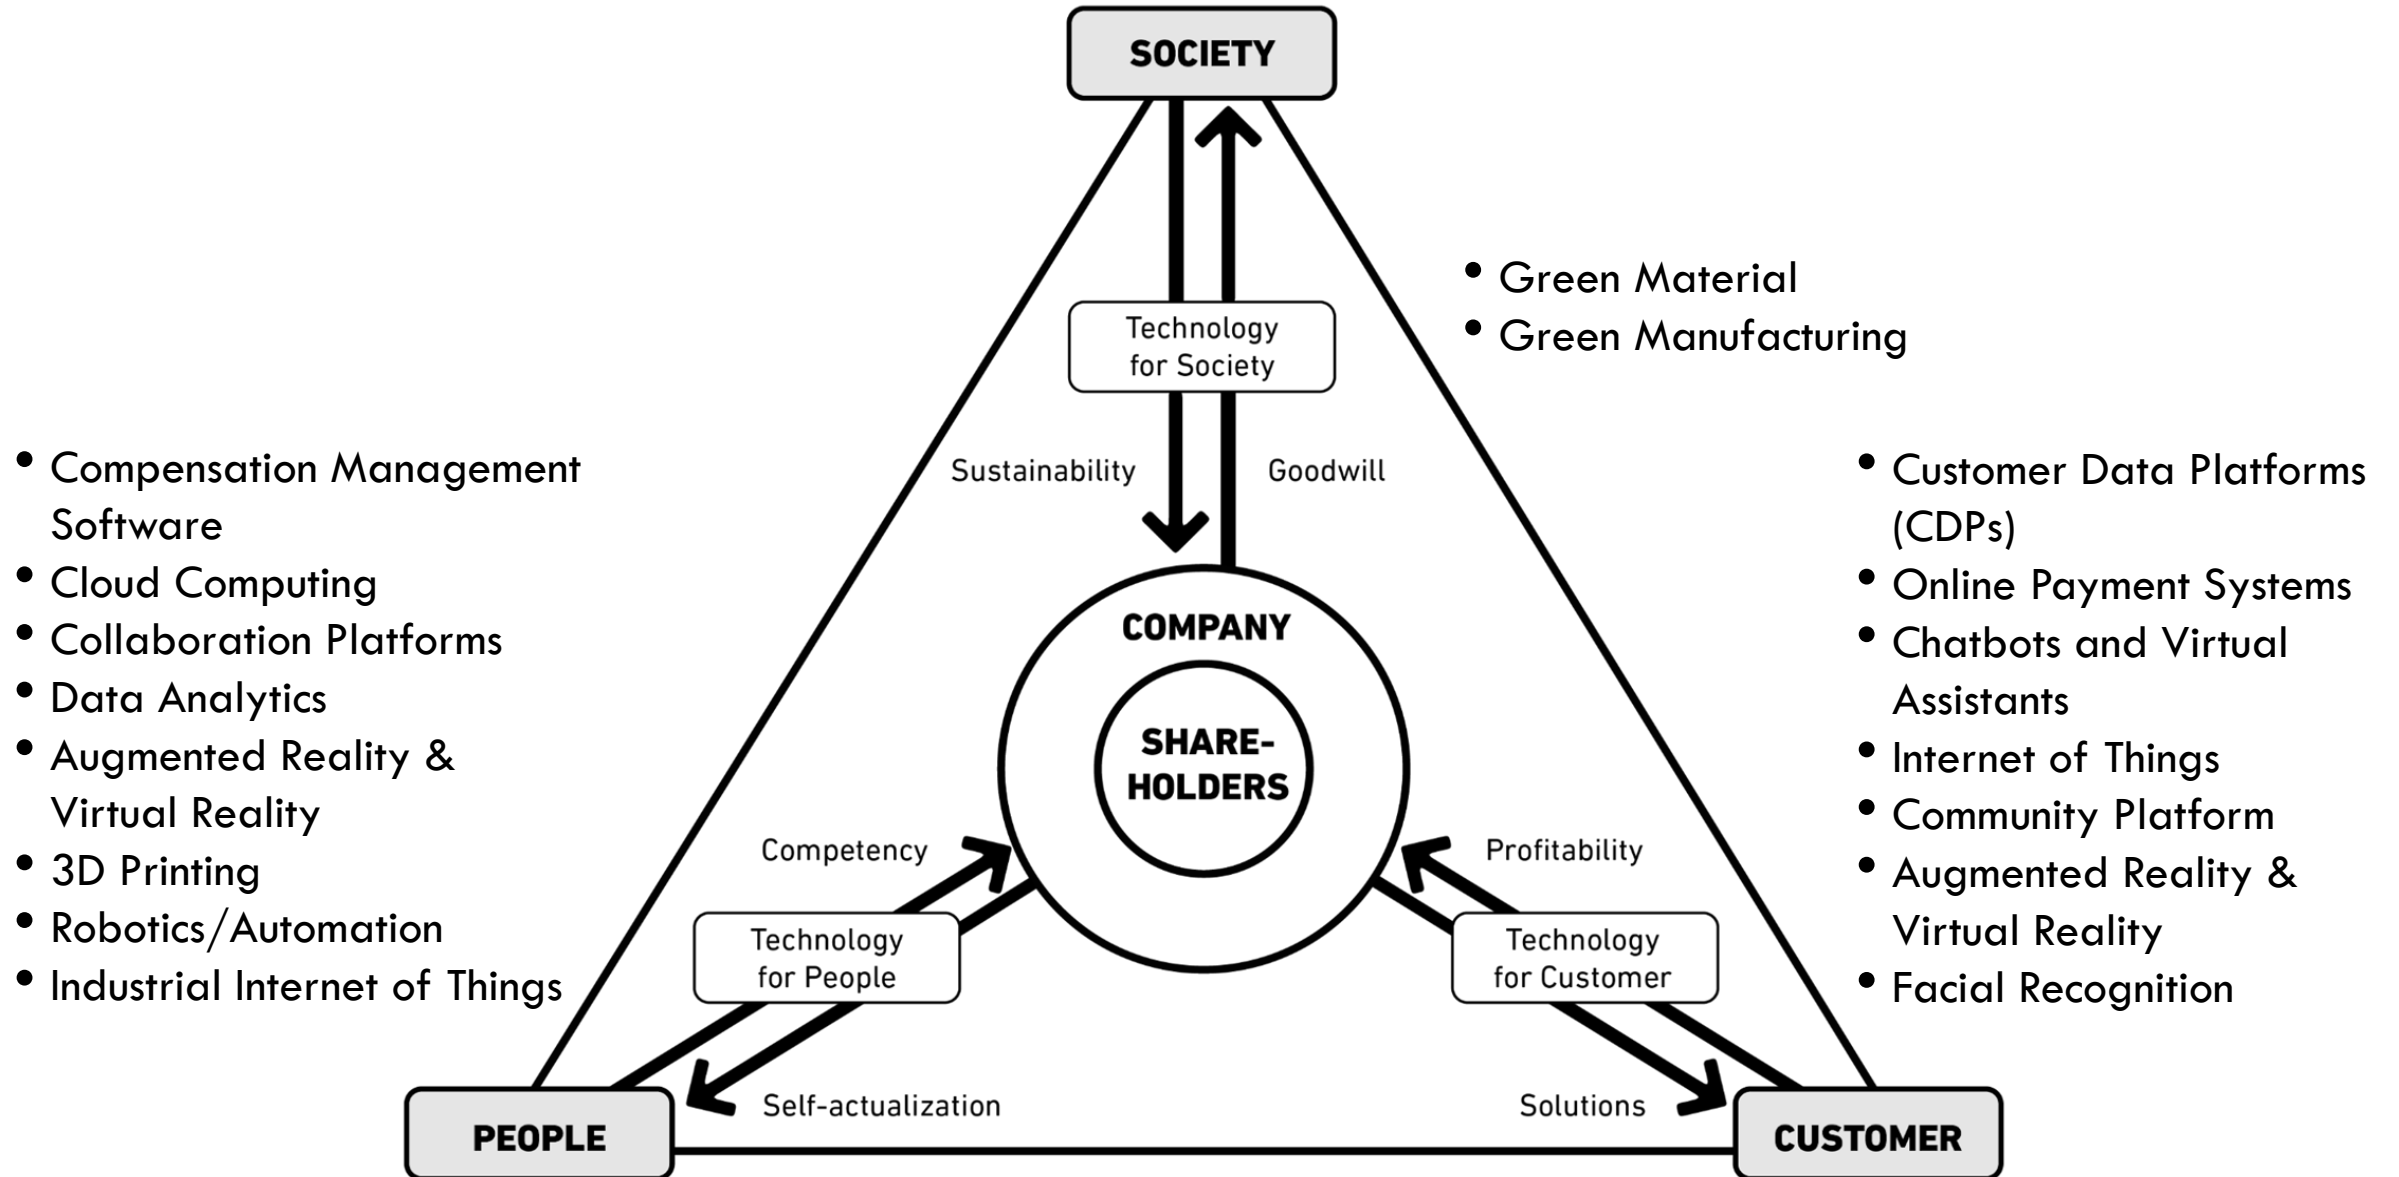 SOCIETY
Technology
for Society
• Green Material
• Green Manufacturing
Sustainability
Goodwill
• Compensation Management
Software
• Cloud Computing
• Collaboration Platforms
• Data Analytics
• Augmented Reality &
Virtual Reality
• 3D Printing
• Robotics/Automation
• Industrial Internet of Things
COMPANY
SHARE-
HOLDERS
• Customer Data Platforms
(CDPs)
• Online Payment Systems
• Chatbots and Virtual
Assistants
• Internet of Things
• Community Platform
• Augmented Reality &
Virtual Reality
• Facial Recognition
Competency
Profitability
Technology
for People
Technology
for Customer
Self-actualization
Solutions
PEOPLE
CUSTOMER